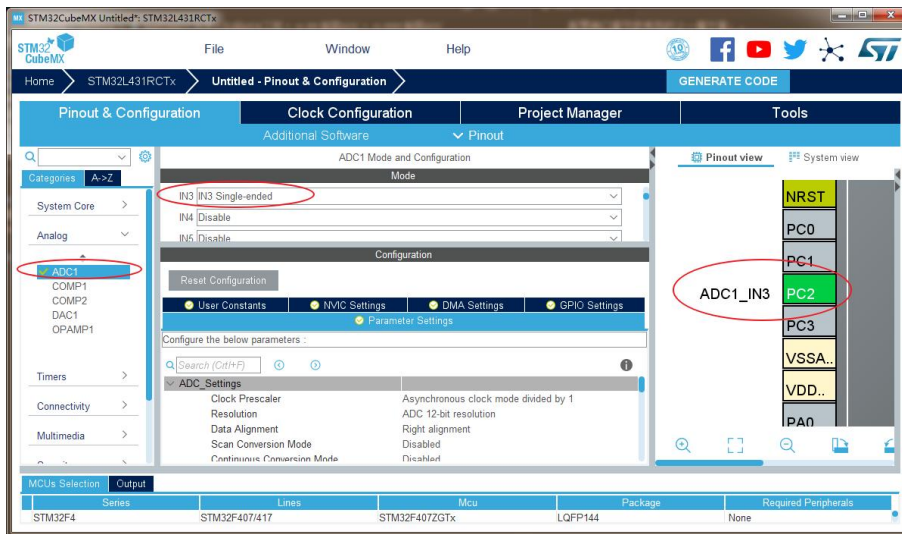 MX STM32CubeMX Untitled*: STM32L431RCTx
STM32 CubeMX
File Window Help
10
Home STM32L431RCTx Untitled - Pinout & Configuration GENERATE CODE
Pinout & Configuration Clock Configuration Project Manager Tools
Additional Software Pinout
ADC1 Mode and Configuration
Pinout view System view
Categories A->Z
Mode
System Core
Analog
ADC1
COMP1
COMP2
DAC1
OPAMP1
Timers
Connectivity
Multimedia
IN3 IN3 Single-ended
IN4 Disable
IN5 Disable
Configuration
Reset Configuration
User Constants NVIC Settings DMA Settings GPIO Settings
Parameter Settings
Configure the below parameters :
Search (Crtl+F)
ADC_Settings
Clock Prescaler Asynchronous clock mode divided by 1
Resolution ADC 12-bit resolution
Data Alignment Right alignment
Scan Conversion Mode Disabled
Continuous Conversion Mode Disabled
NRST
PC0
PC1
ADC1_IN3 PC2
PC3
VSSA..
VDD..
PA0
MCUs Selection Output
Series Lines Mcu Package Required Peripherals
STM32F4 STM32F407/417 STM32F407ZGTx LQFP144 None